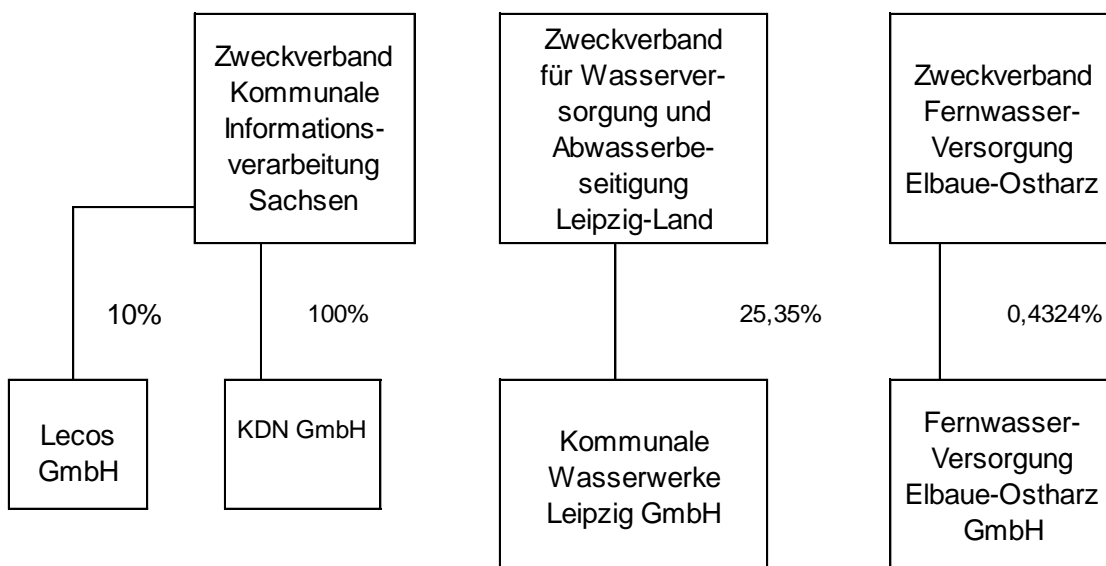 Zweckverband
Kommunale
Informations-
verarbeitung
Sachsen
Zweckverband
für Wasserver-
sorgung und
Abwasserbe-
seitigung
Leipzig-Land
Zweckverband
Fernwasser-
Versorgung
Elbaue-Ostharz
10%
100%
25,35%
0,4324%
Lecos
GmbH
KDN GmbH
Kommunale
Wasserwerke
Leipzig GmbH
Fernwasser-
Versorgung
Elbaue-Ostharz
GmbH